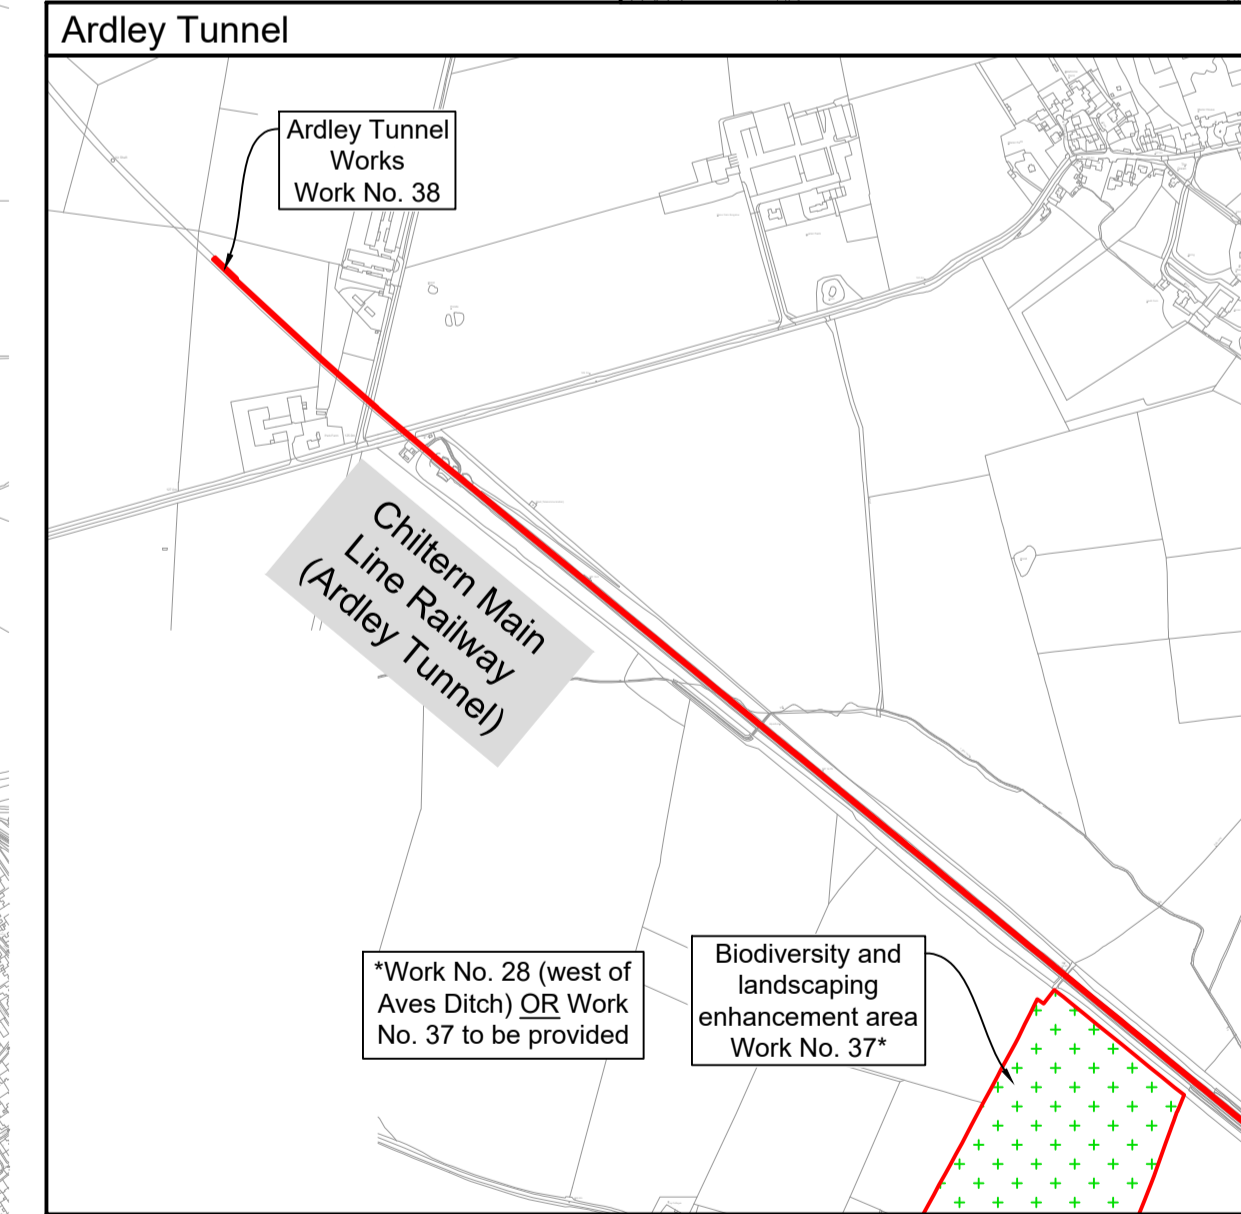 Ardley Tunnel
Ardley Tunnel
Works
Work No. 38
Chiltern Main
Line Railway
(Ardley Tunnel)
*Work No. 28 (west of
Aves Ditch) OR Work
No. 37 to be provided
Biodiversity and
landscaping
enhancement area
Work No. 37*